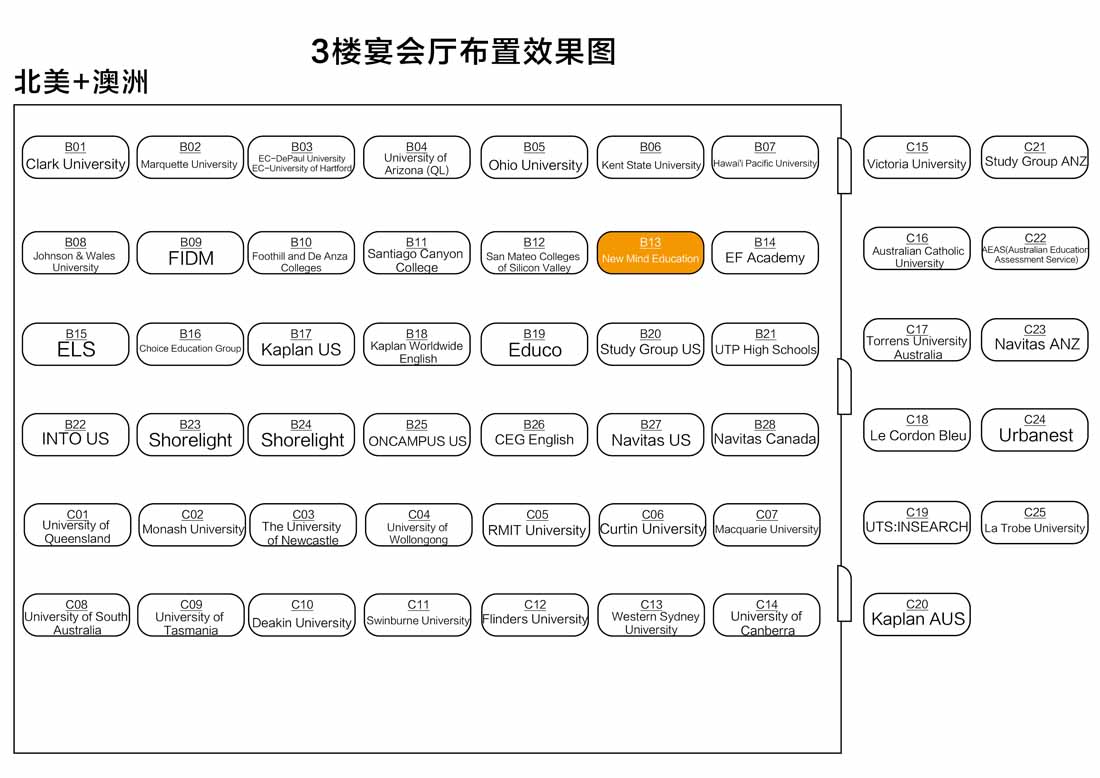 3楼宴会厅布置效果图
北美+澳洲
B01
Clark University
B02
Marquette University
B03
EC-DePaul University
EC-University of Hartford
B04
University of
Arizona (QL)
B05
Ohio University
B06
Kent State University
B07
Hawai'i Pacific University
C15
Victoria University
C21
Study Group ANZ
B08
Johnson & Wales
University
B09
FIDM
B10
Foothill and De Anza
Colleges
B11
Santiago Canyon
College
B12
San Mateo Colleges
of Silicon Valley
B13
New Mind Education
B14
EF Academy
C16
Australian Catholic
University
C22
AEAS(Australian Education
Assessment Service)
B15
ELS
B16
Choice Education Group
B17
Kaplan US
B18
Kaplan Worldwide
English
B19
Educo
B20
Study Group US
B21
UTP High Schools
C17
Torrens University
Australia
C23
Navitas ANZ
B22
INTO US
B23
Shorelight
B24
Shorelight
B25
ONCAMPUS US
B26
CEG English
B27
Navitas US
B28
Navitas Canada
C18
Le Cordon Bleu
C24
Urbanest
C01
University of
Queensland
C02
Monash University
C03
The University
of Newcastle
C04
University of
Wollongong
C05
RMIT University
C06
Curtin University
C07
Macquarie University
C19
UTS:INSEARCH
C25
La Trobe University
C08
University of South
Australia
C09
University of
Tasmania
C10
Deakin University
C11
Swinburne University
C12
Flinders University
C13
Western Sydney
University
C14
University of
Canberra
C20
Kaplan AUS